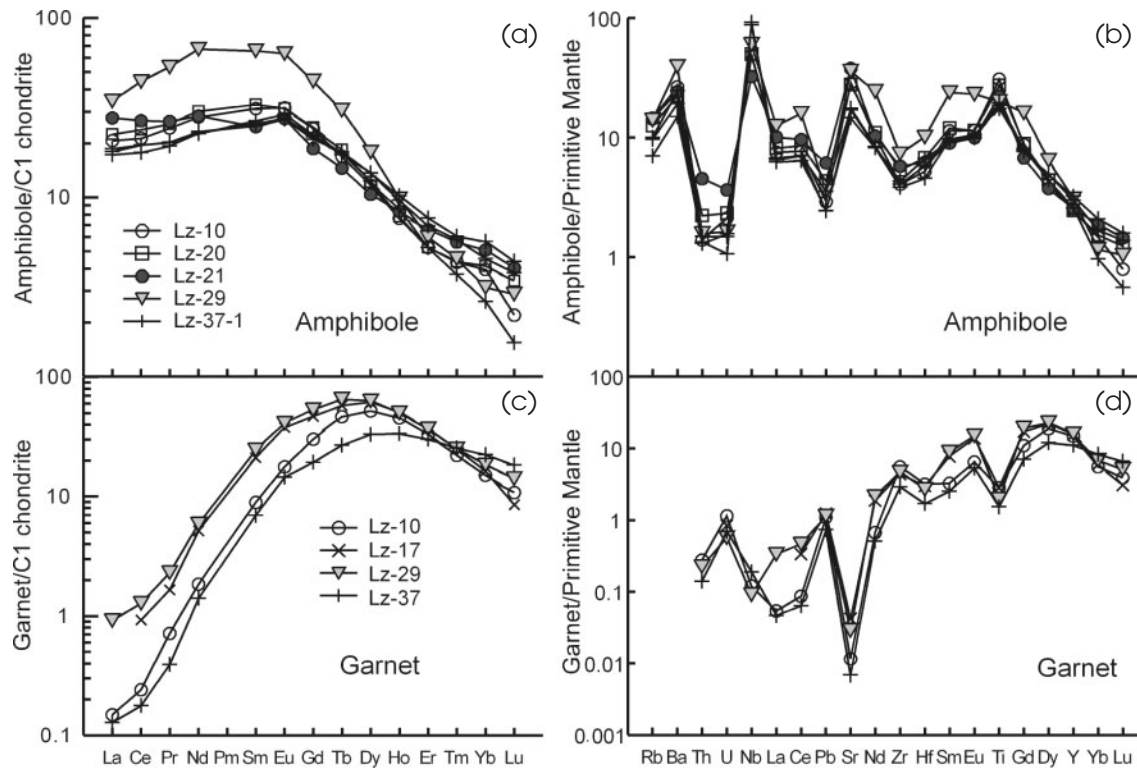 100
(a)
Amphibole/C1 chondrite
10
Lz-10
Lz-20
Lz-21
Lz-29
Lz-37-1
Amphibole
100
(b)
Amphibole/Primitive Mantle
10
1
Amphibole
100
(c)
Garnet/C1 chondrite
10
1
0.1
Lz-10
Lz-17
Lz-29
Lz-37
Garnet
La Ce Pr Nd Pm Sm Eu Gd Tb Dy Ho Er Tm Yb Lu
100
(d)
Garnet/Primitive Mantle
10
1
0.1
0.01
0.001
Garnet
Rb Ba Th U Nb La Ce Pb Sr Nd Zr Hf Sm Eu Ti Gd Dy Y Yb Lu